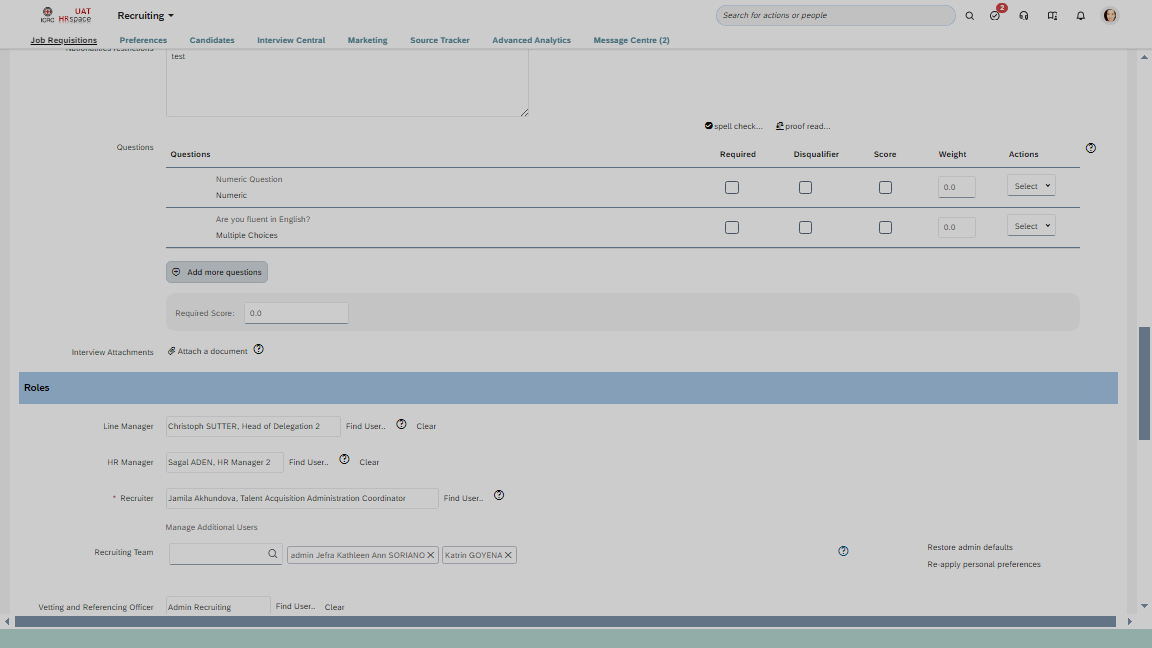 ICRC
UAT
HRspace
Recruiting
Search for actions or people
2
Job Requisitions
Preferences
Candidates
Interview Central
Marketing
Source Tracker
Advanced Analytics
Message Centre (2)
Nationalities restrictions
test
spell check...
proof read...
Questions
Questions
Required
Disqualifier
Score
Weight
Actions
Numeric Question
Numeric
0.0
Select
Are you fluent in English?
Multiple Choices
0.0
Select
Add more questions
Required Score:
0.0
Interview Attachments
Attach a document
Roles
Line Manager
Christoph SUTTER, Head of Delegation 2
Find User..
Clear
HR Manager
Sagal ADEN, HR Manager 2
Find User..
Clear
* Recruiter
Jamila Akhundova, Talent Acquisition Administration Coordinator
Find User..
Manage Additional Users
Recruiting Team
admin Jefra Kathleen Ann SORIANO
Katrin GOYENA
Restore admin defaults
Re-apply personal preferences
Vetting and Referencing Officer
Admin Recruiting
Find User..
Clear